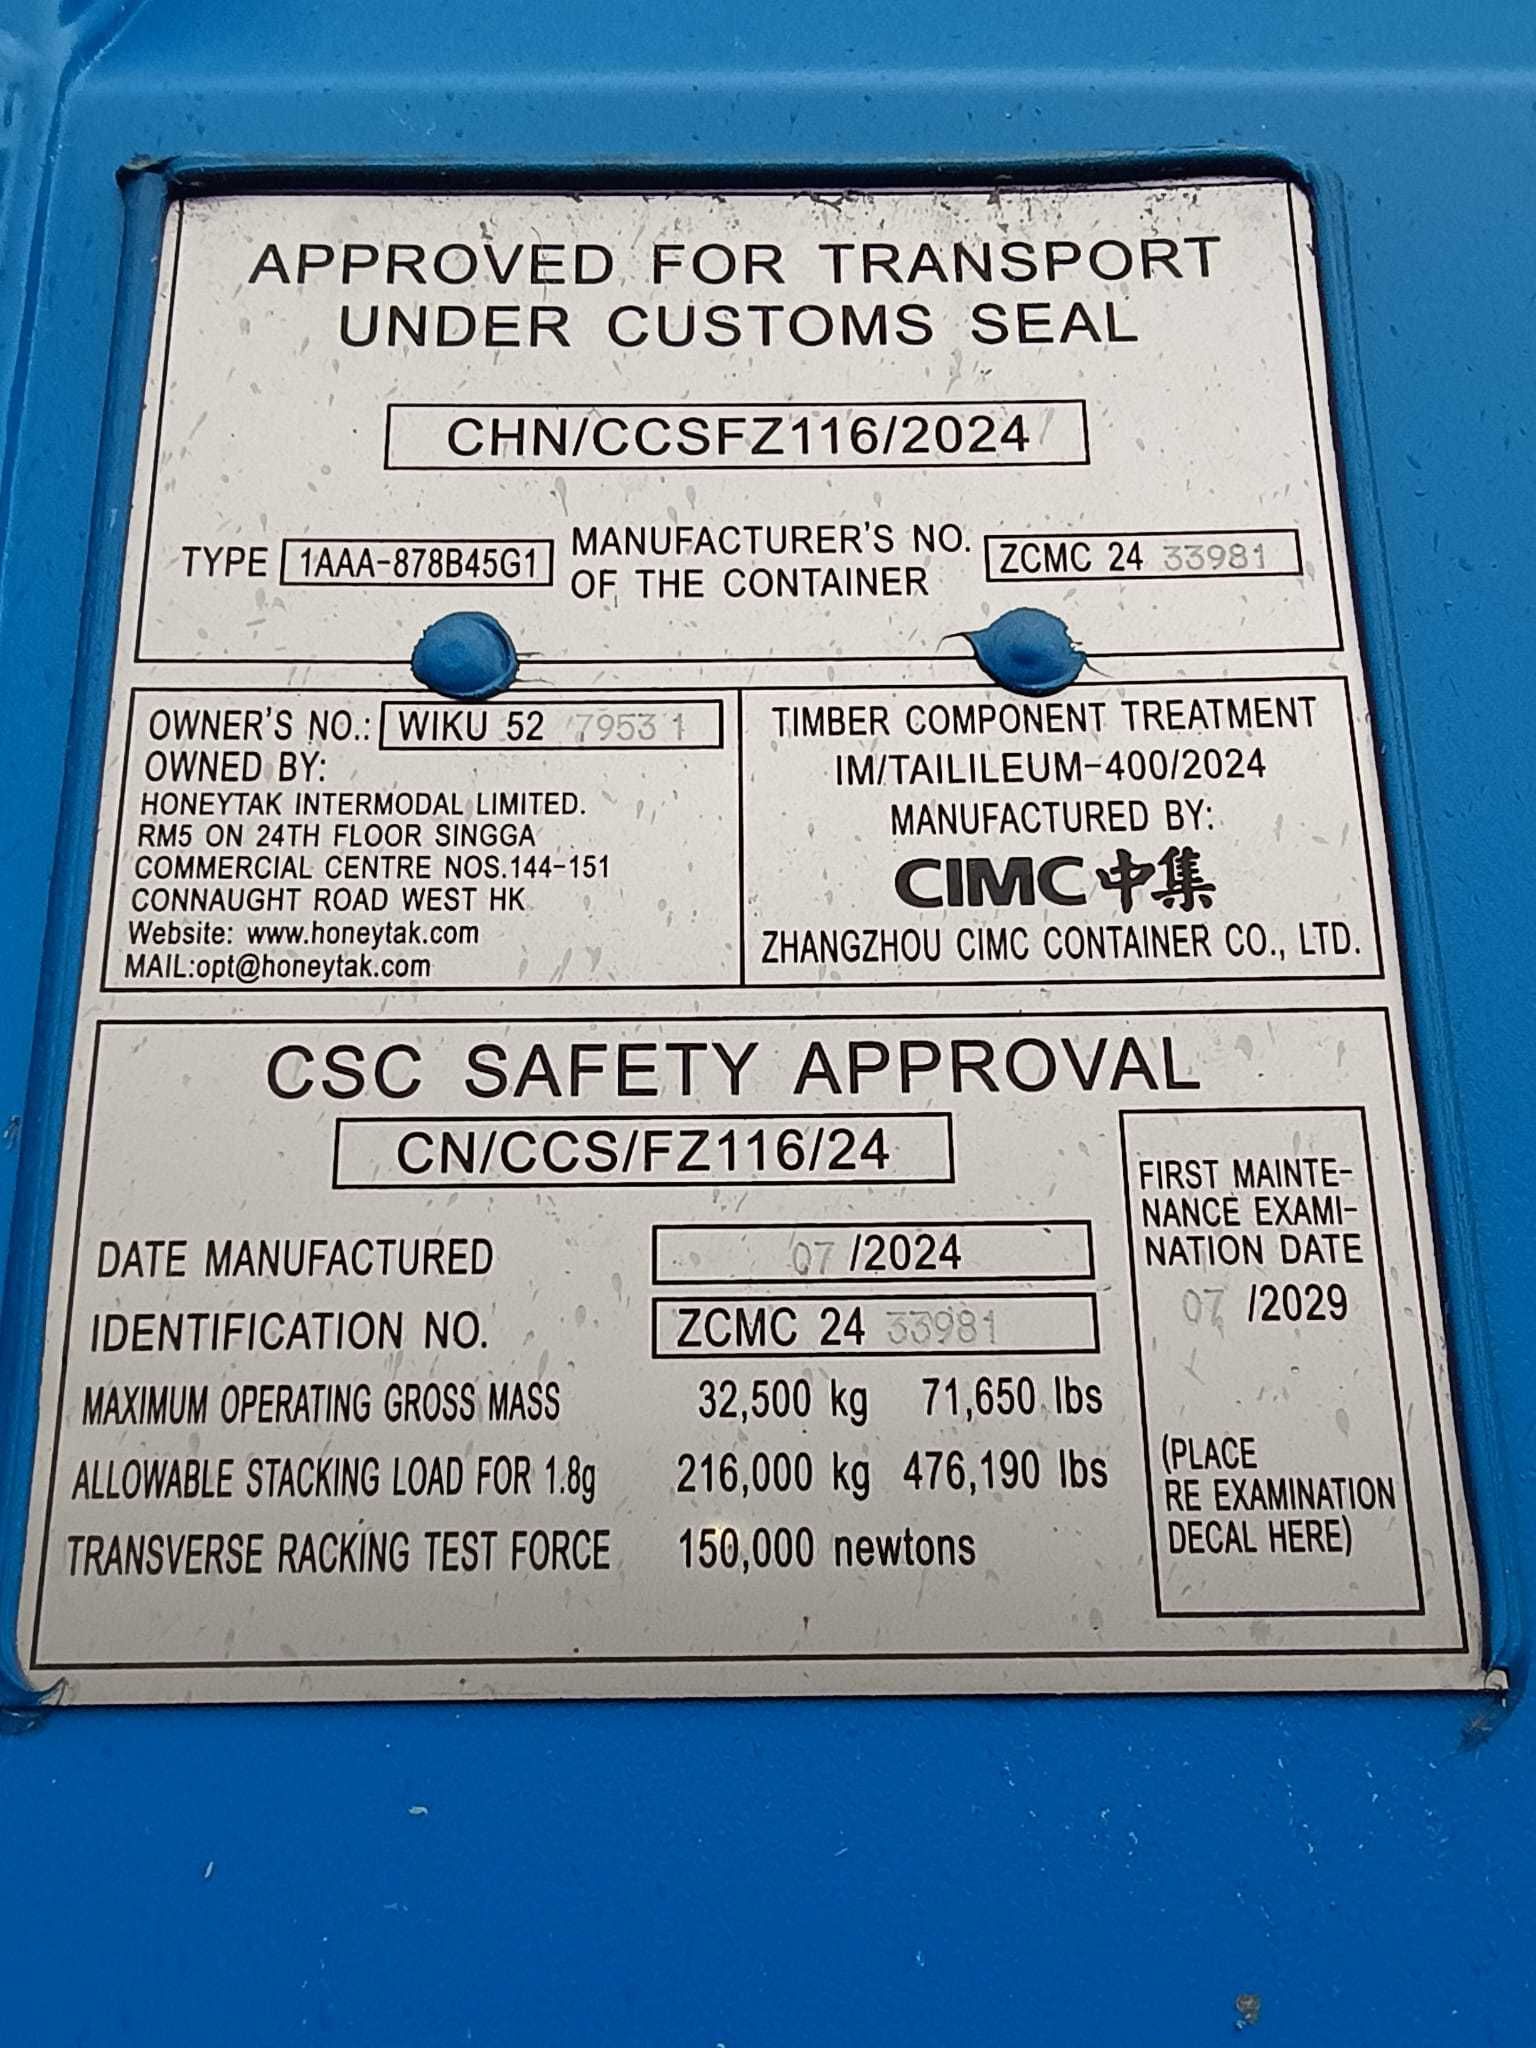 APPROVED FOR TRANSPORT
UNDER CUSTOMS SEAL
CHN/CCSFZ116/2024
TYPE 1AAA-878B45G1 MANUFACTURER'S NO. OF THE CONTAINER ZCMC 24 33981
OWNER'S NO.: WIKU 52 7953 1
OWNED BY:
HONEYTAK INTERMODAL LIMITED.
RM5 ON 24TH FLOOR SINGGA
COMMERCIAL CENTRE NOS.144-151
CONNAUGHT ROAD WEST HK
Website: www.honeytak.com
MAIL:opt@honeytak.com
TIMBER COMPONENT TREATMENT
IM/TAILILEUM-400/2024
MANUFACTURED BY:
CIMC 中集
ZHANGZHOU CIMC CONTAINER CO., LTD.
CSC SAFETY APPROVAL
CN/CCS/FZ116/24
DATE MANUFACTURED 07 /2024
IDENTIFICATION NO. ZCMC 24 33981
MAXIMUM OPERATING GROSS MASS 32,500 kg 71,650 lbs
ALLOWABLE STACKING LOAD FOR 1.8g 216,000 kg 476,190 lbs
TRANSVERSE RACKING TEST FORCE 150,000 newtons
FIRST MAINTE-
NANCE EXAMI-
NATION DATE
07 /2029
(PLACE
RE EXAMINATION
DECAL HERE)